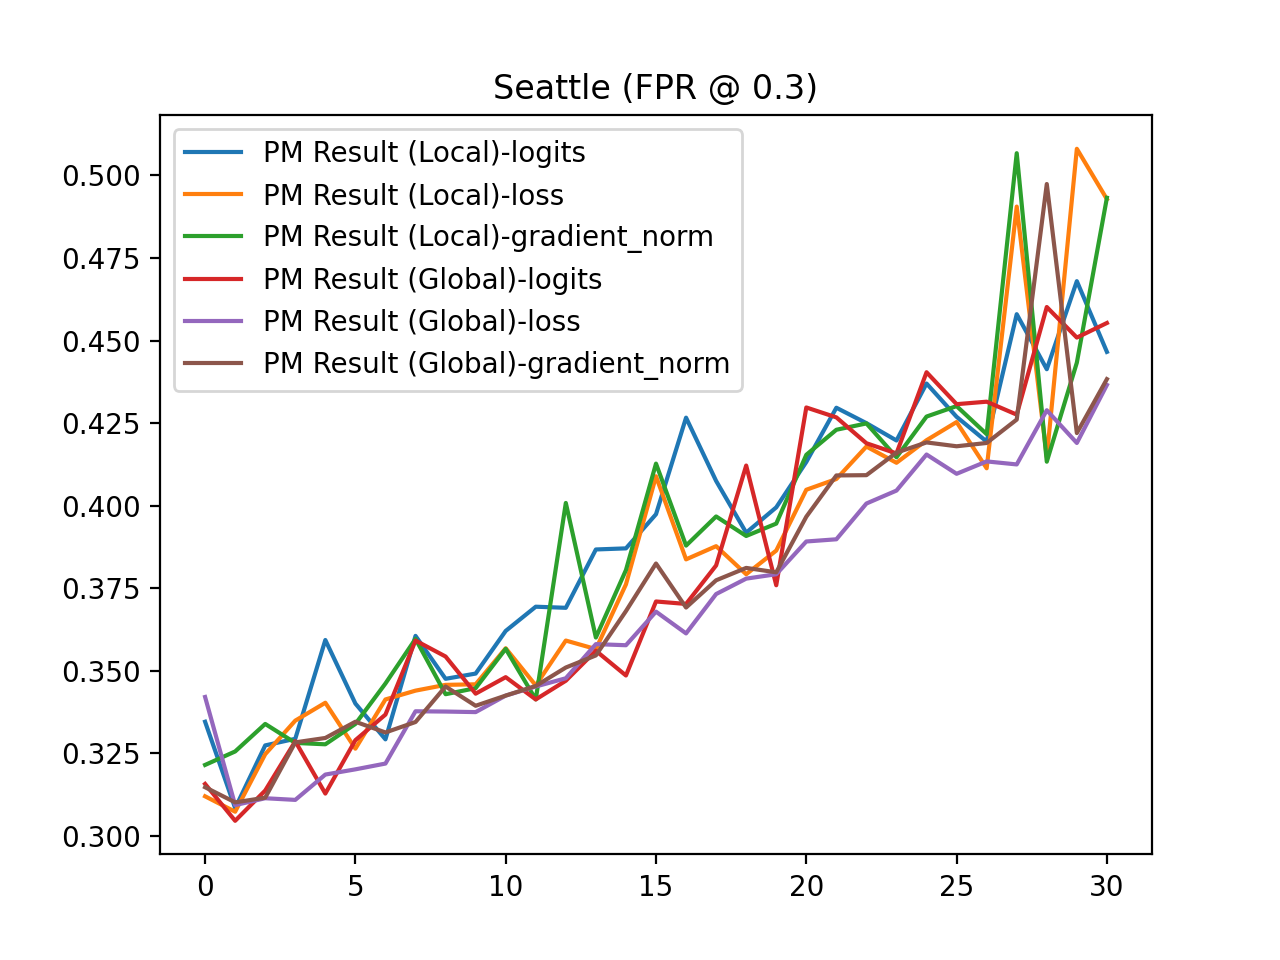 Seattle (FPR @ 0.3)
PM Result (Local)-logits
PM Result (Local)-loss
PM Result (Local)-gradient_norm
PM Result (Global)-logits
PM Result (Global)-loss
PM Result (Global)-gradient_norm
0.500
0.475
0.450
0.425
0.400
0.375
0.350
0.325
0.300
0 5 10 15 20 25 30